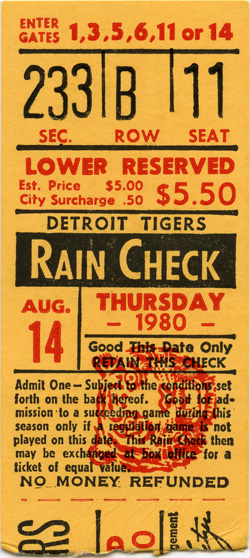 ENTER GATES 1,3,5,6,11 or 14
233 B 11
SEC. ROW SEAT
LOWER RESERVED
Est. Price $5.00
City Surcharge .50 $5.50
DETROIT TIGERS
RAIN CHECK
AUG. 14
THURSDAY
- 1980 -
Good This Date Only
RETAIN THIS CHECK
Admit One — Subject to the conditions set
forth on the back hereof. Good for ad-
mission to a succeeding game during this
season only if a regulation game is not
played on this date. This Rain Check then
may be exchanged at box office for a
ticket of equal value.
NO MONEY REFUNDED